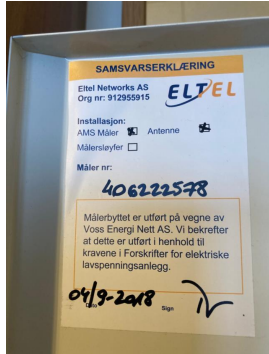 SAMSVARSERKLÆRING
Eltel Networks AS
Org nr: 912955915
ELTEL
Installasjon:
AMS Måler Antenne
Målersløyfer
Måler nr:
406222578
Målerbyttet er utført på vegne av
Voss Energi Nett AS. Vi bekrefter
at dette er utført i henhold til
kravene i Forskrifter for elektriske
lavspenningsanlegg.
04/9-2018
Dato Sign